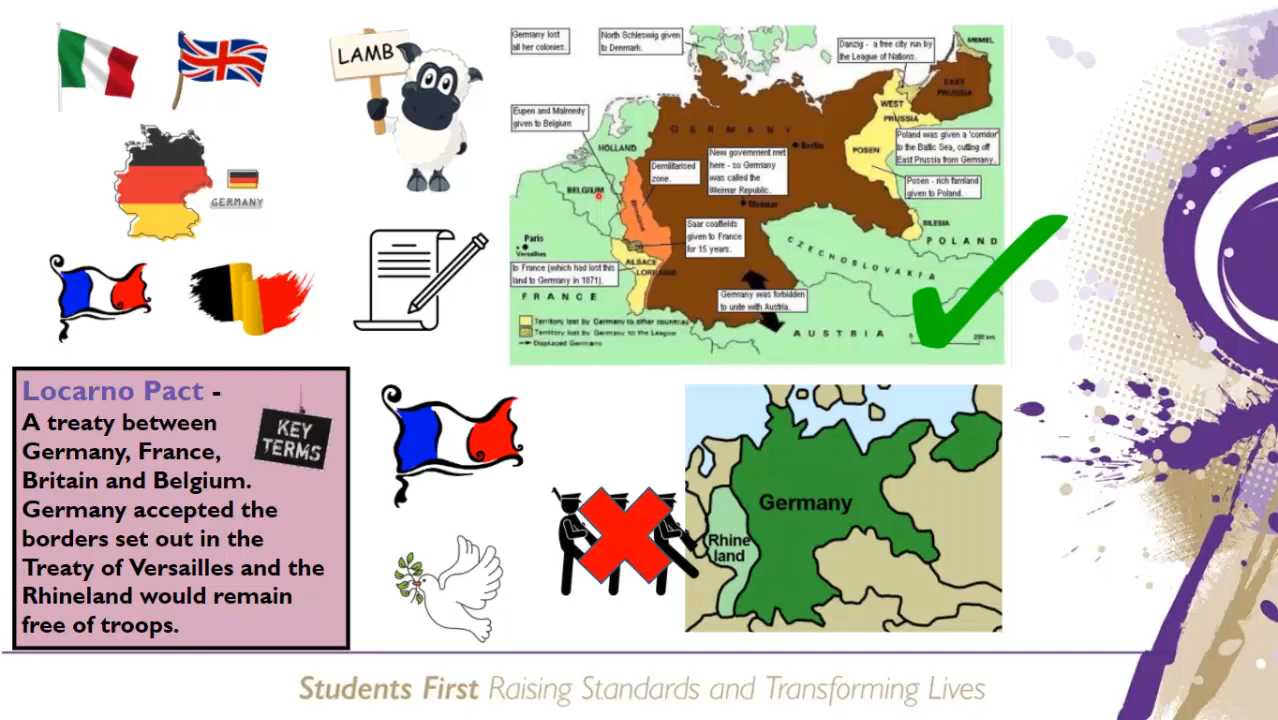 LAMB
GERMANY
Germany lost
all her colonies.
North Schleswig given
to Denmark.
Danzig - a free city run by
the League of Nations.
MEMEL
EAST
PRUSSIA
WEST
PRUSSIA
Eupen and Malmedy
given to Belgium
GERMANY
Berlin
HOLLAND
POSEN
Poland was given a 'corridor'
to the Baltic Sea, cutting off
East Prussia from Germany.
Demilitarised
zone.
New government met
here - so Germany
was called the
Weimar Republic.
Posen - rich farmland
given to Poland.
BELGIUM
Weimar
SILESIA
POLAND
Saar coalfields
given to France
for 15 years.
Paris
Versailles
CZECHOSLOVAKIA
ALSACE
LORRAINE
to France (which had lost this
land to Germany in 1871).
FRANCE
Germany was forbidden
to unite with Austria.
AUSTRIA
0
200 km
Territory lost by Germany to other countries
Territory lost by Germany to the League
Displaced Germans
Locarno Pact -
KEY
TERMS
A treaty between
Germany, France,
Britain and Belgium.
Germany accepted the
borders set out in the
Treaty of Versailles and the
Rhineland would remain
free of troops.
Germany
Rhine
land
Students First Raising Standards and Transforming Lives